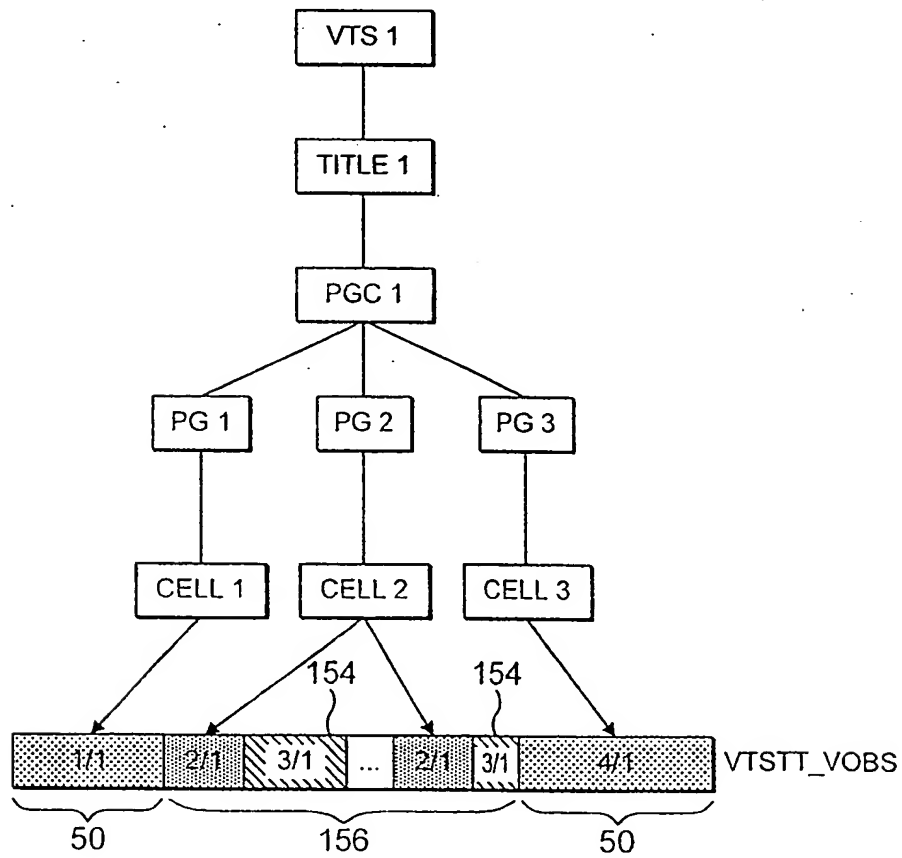 VTS 1
TITLE 1
PGC 1
PG 1 PG 2 PG 3
CELL 1 CELL 2 CELL 3
154 154
1/1 2/1 3/1 ... 2/1 3/1 4/1 VTSTT_VOBS
50 156 50